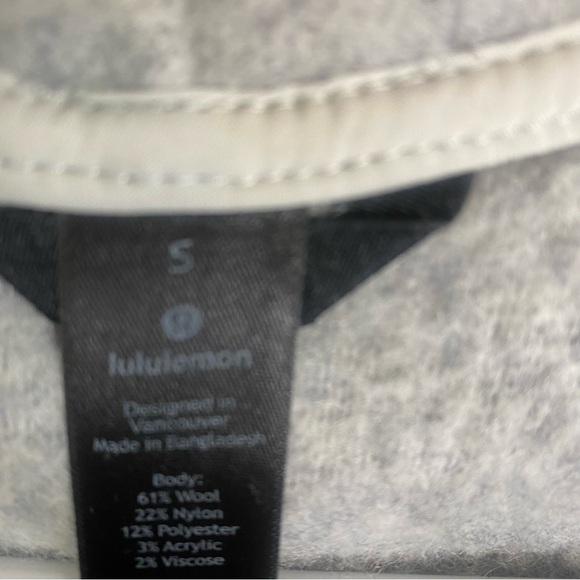 S
lululemon
Designed in
Vancouver
Made in Bangladesh
Body:
61% Wool
22% Nylon
12% Polyester
3% Acrylic
2% Viscose